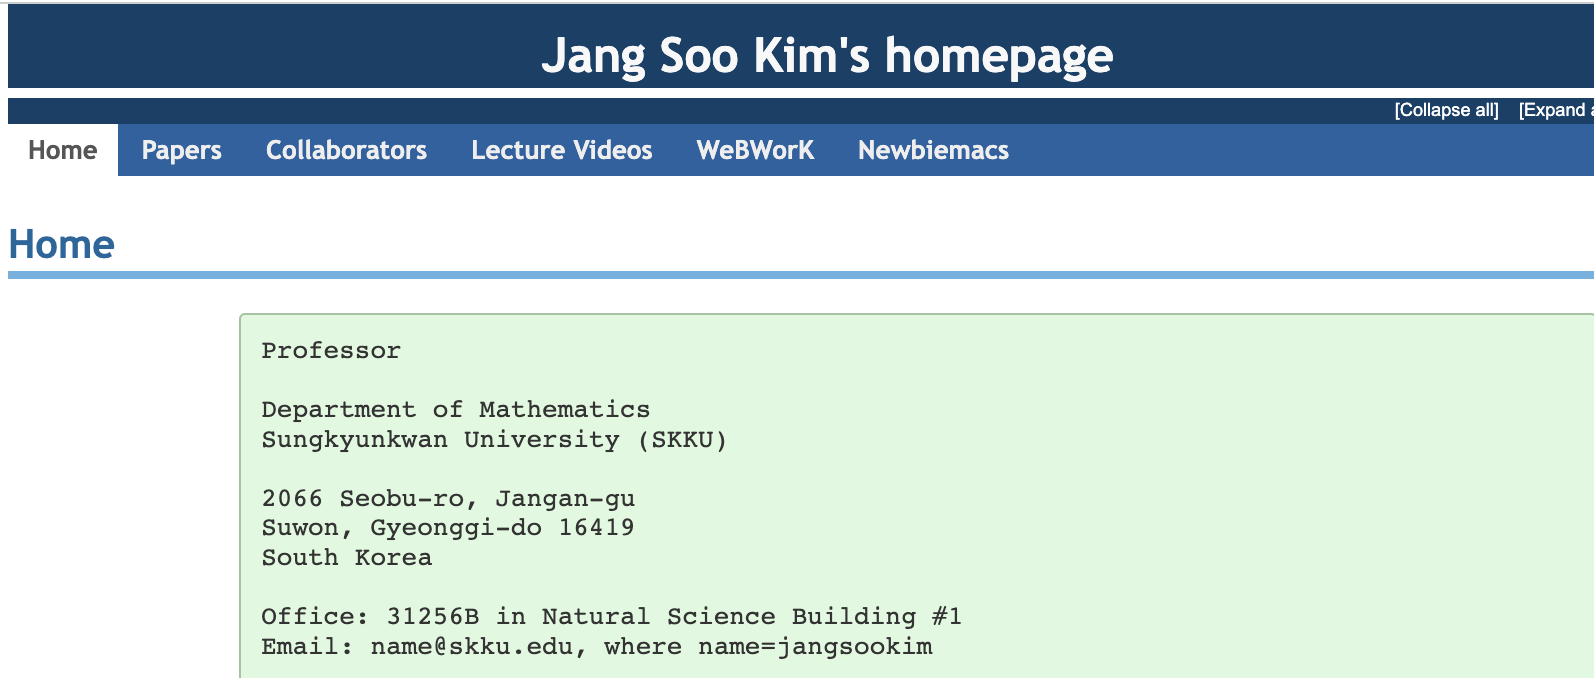 Jang Soo Kim's homepage
[Collapse all] [Expand
Home Papers Collaborators Lecture Videos WeBWorK Newbiemacs
Home
Professor
Department of Mathematics
Sungkyunkwan University (SKKU)
2066 Seobu-ro, Jangan-gu
Suwon, Gyeonggi-do 16419
South Korea
Office: 31256B in Natural Science Building #1
Email: name@skku.edu, where name=jangsookim